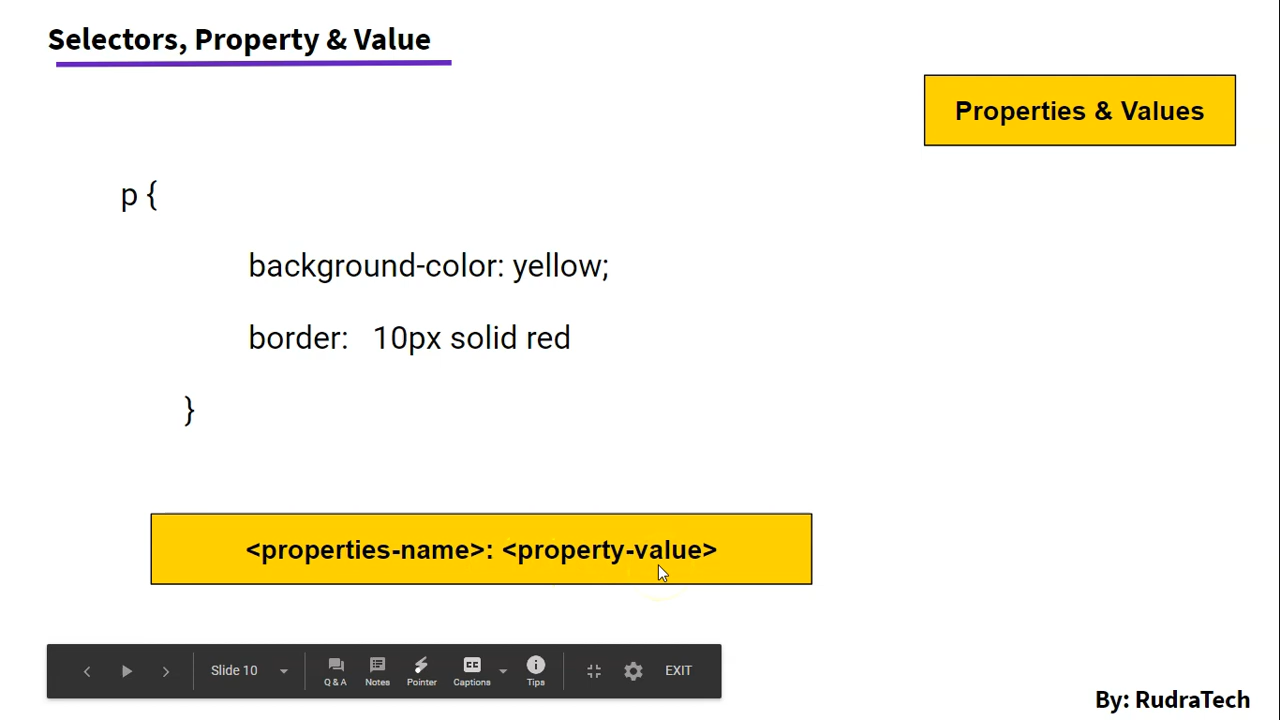 Selectors, Property & Value
Properties & Values
p {
background-color: yellow;
border: 10px solid red
}
<properties-name>: <property-value>
Slide 10
Q & A
Notes
Pointer
CC
Captions
Tips
EXIT
By: RudraTech